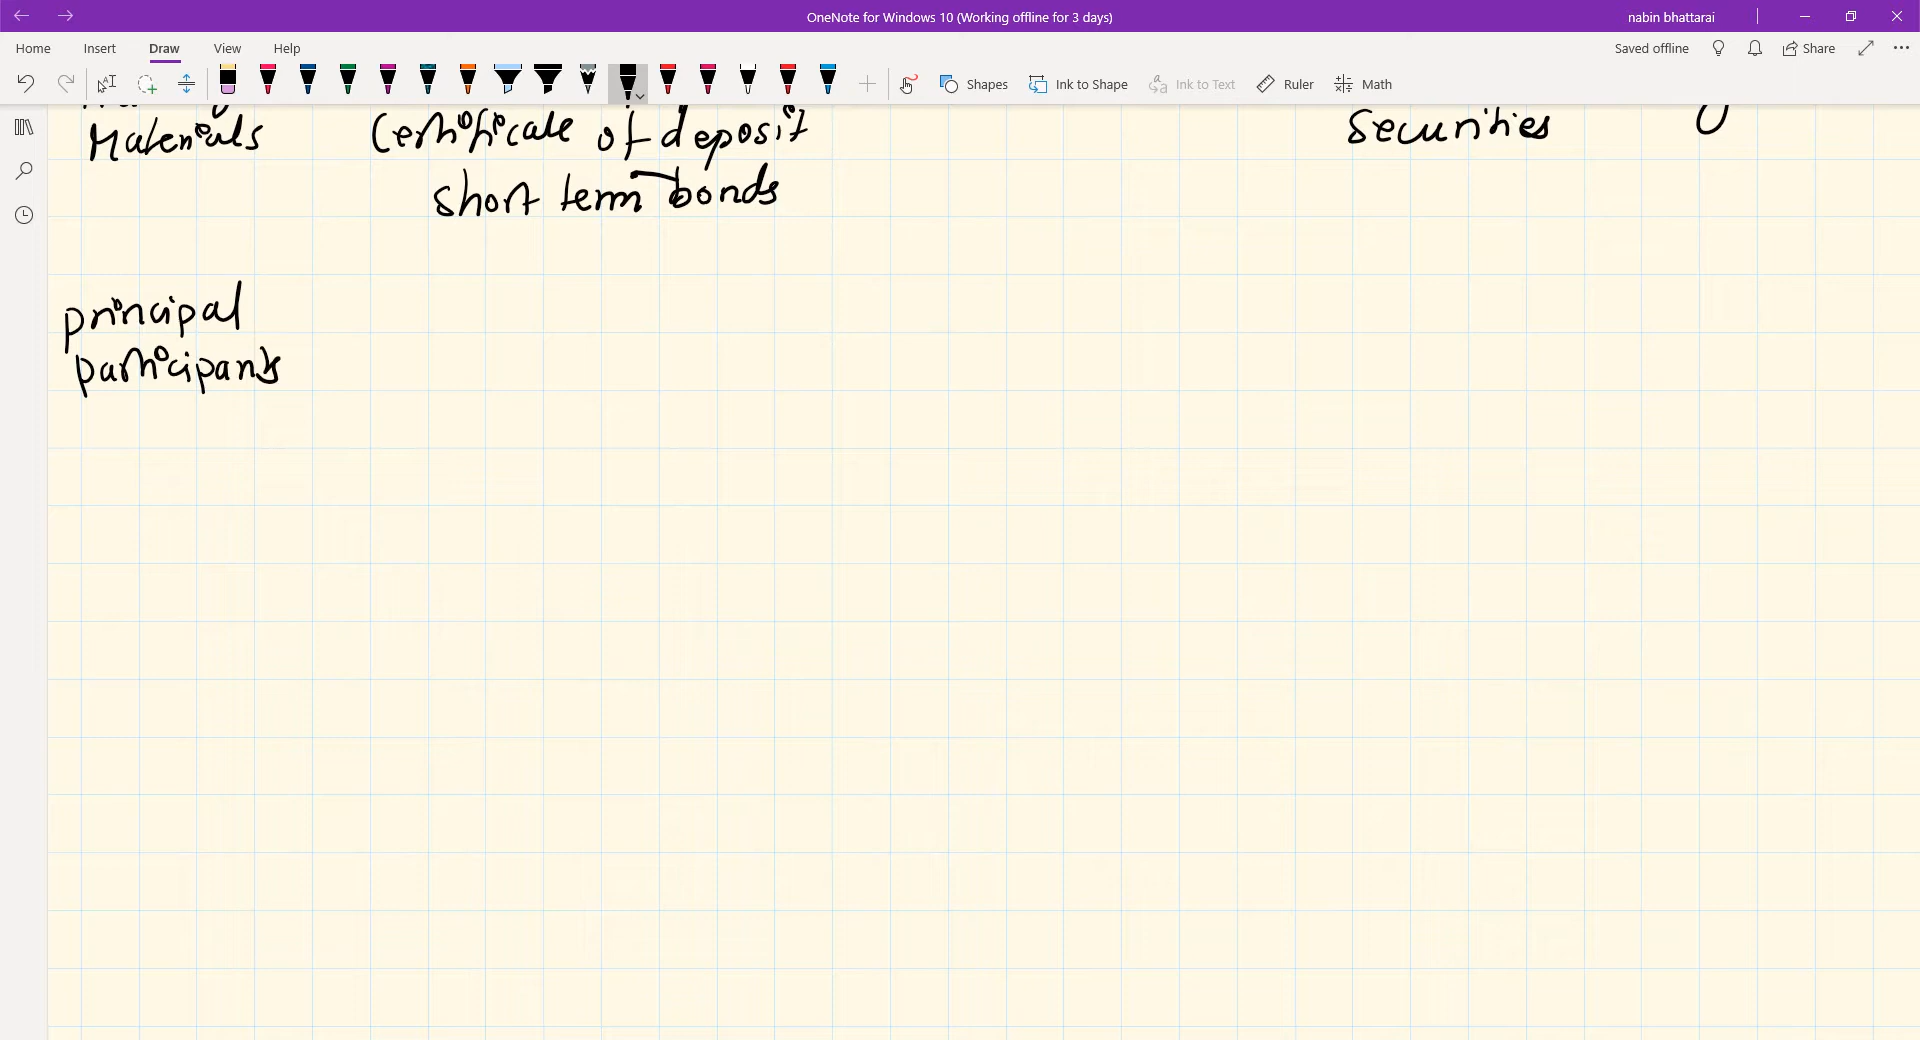 OneNote for Windows 10 (Working offline for 3 days)
nabin bhattarai
Home Insert Draw View Help
Saved offline Share
Shapes Ink to Shape Ink to Text Ruler Math
Materials Certificate of deposit Securities
short term bonds
principal
participants